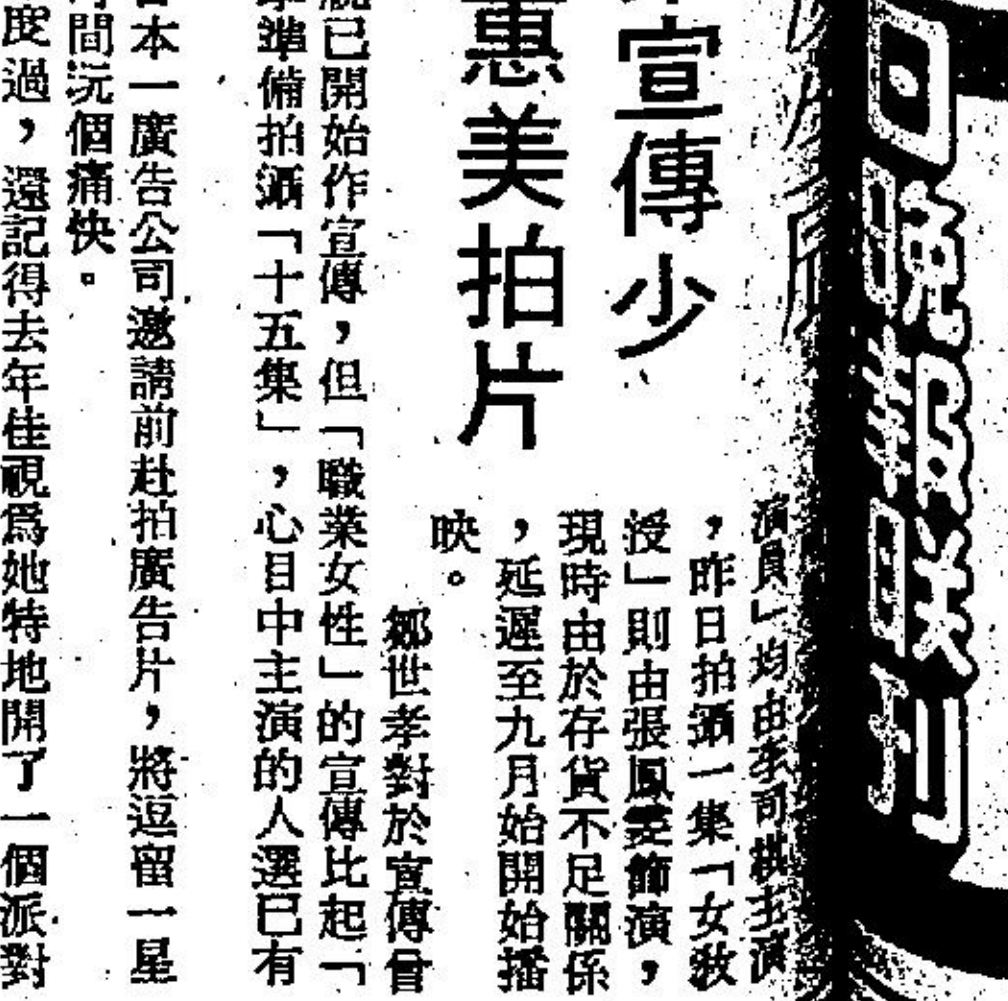 日晚報聯刊
宣傳少
惠美拍片
演員」均由李司棋主演
，昨日拍攝一集「女教
授」則由張鳳雯飾演，
現時由於存貨不足關係
，延遲至九月始開始播
映。
鄒世孝對於宣傳曾
已開始作宣傳，但「職業女性」的宣傳比起「
準備拍攝「十五集」，心目中主演的人選已有
本一廣告公司邀請前赴拍廣告片，將逗留一星
間玩個痛快。
度過，還記得去年佳視爲她特地開了一個派對